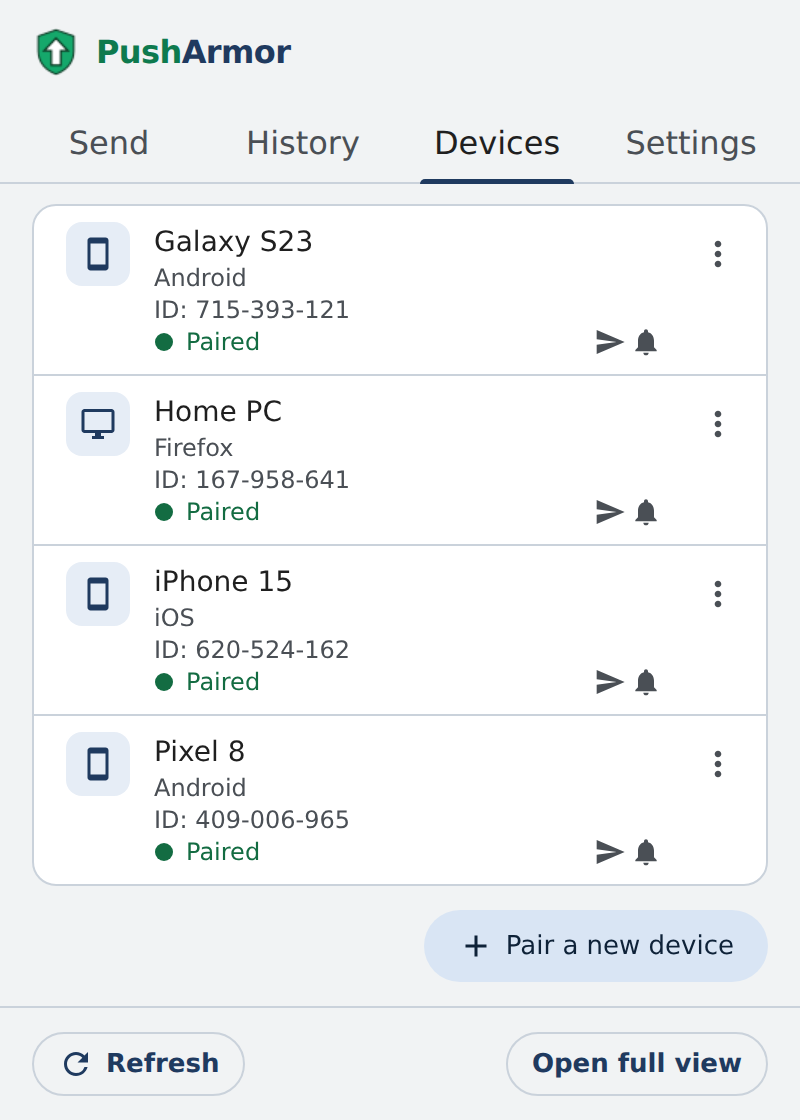 PushArmor
Send History Devices Settings
Galaxy S23
Android
ID: 715-393-121
Paired
Home PC
Firefox
ID: 167-958-641
Paired
iPhone 15
iOS
ID: 620-524-162
Paired
Pixel 8
Android
ID: 409-006-965
Paired
Pair a new device
Refresh Open full view